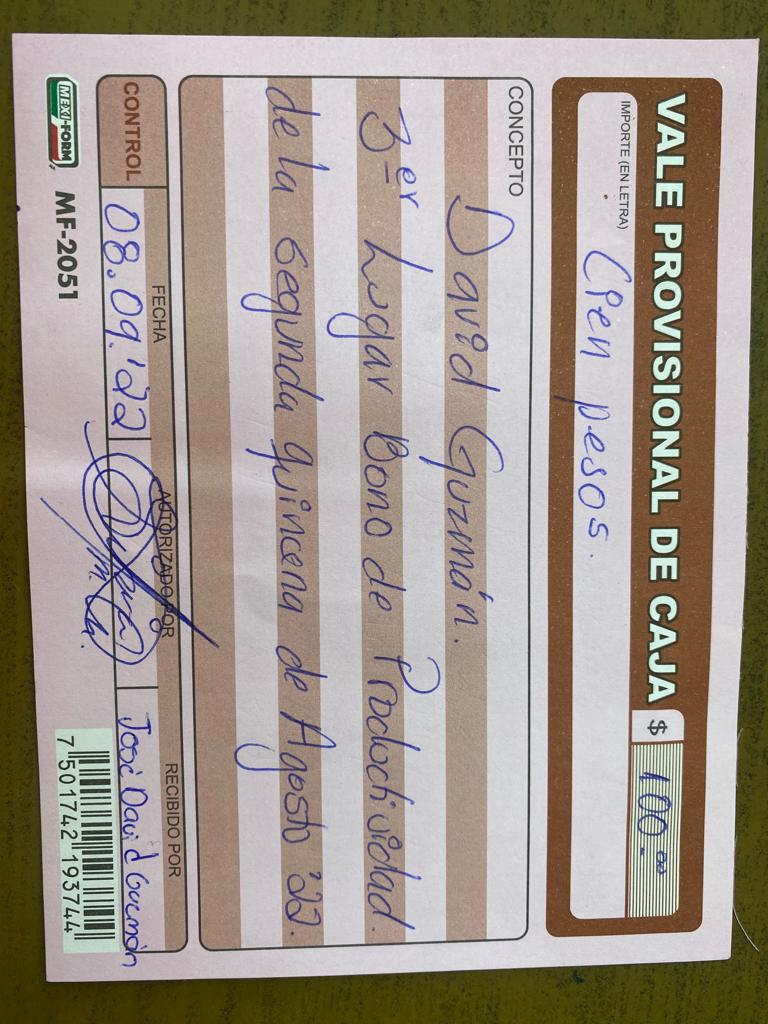 VALE PROVISIONAL DE CAJA $ 100.00
IMPORTE (EN LETRA)
Cien pesos.
CONCEPTO
David Guzmán.
3er Lugar Bono de Productividad.
de la segunda quincena de Agosto '22.
CONTROL
FECHA
08.09.'22
AUTORIZADO POR
RECIBIDO POR
José David Guzmán
MEXI-FORM
MF-2051
7 501742 193744